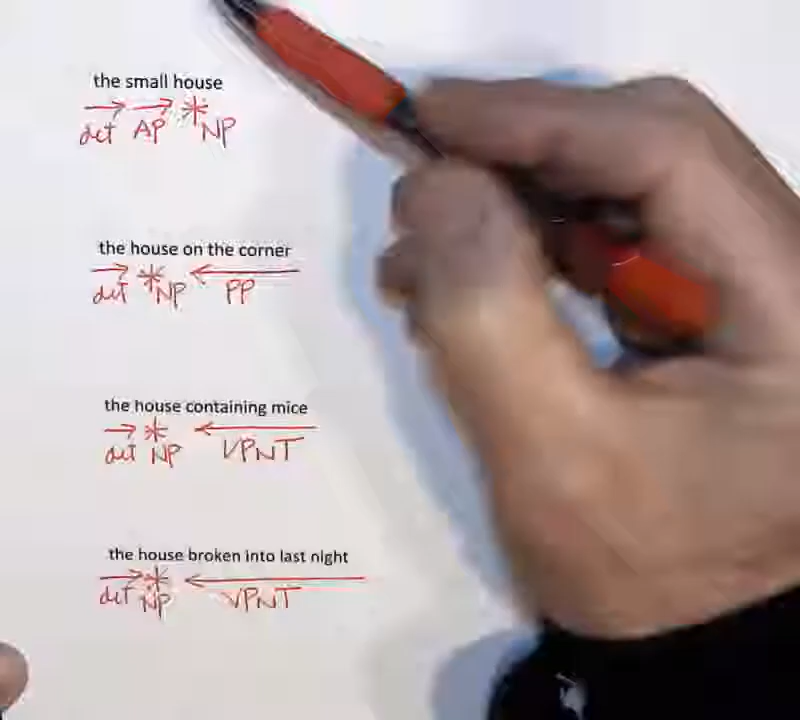 the small house
det AP NP
the house on the corner
det NP PP
the house containing mice
det NP VPNT
the house broken into last night
det NP VPNT